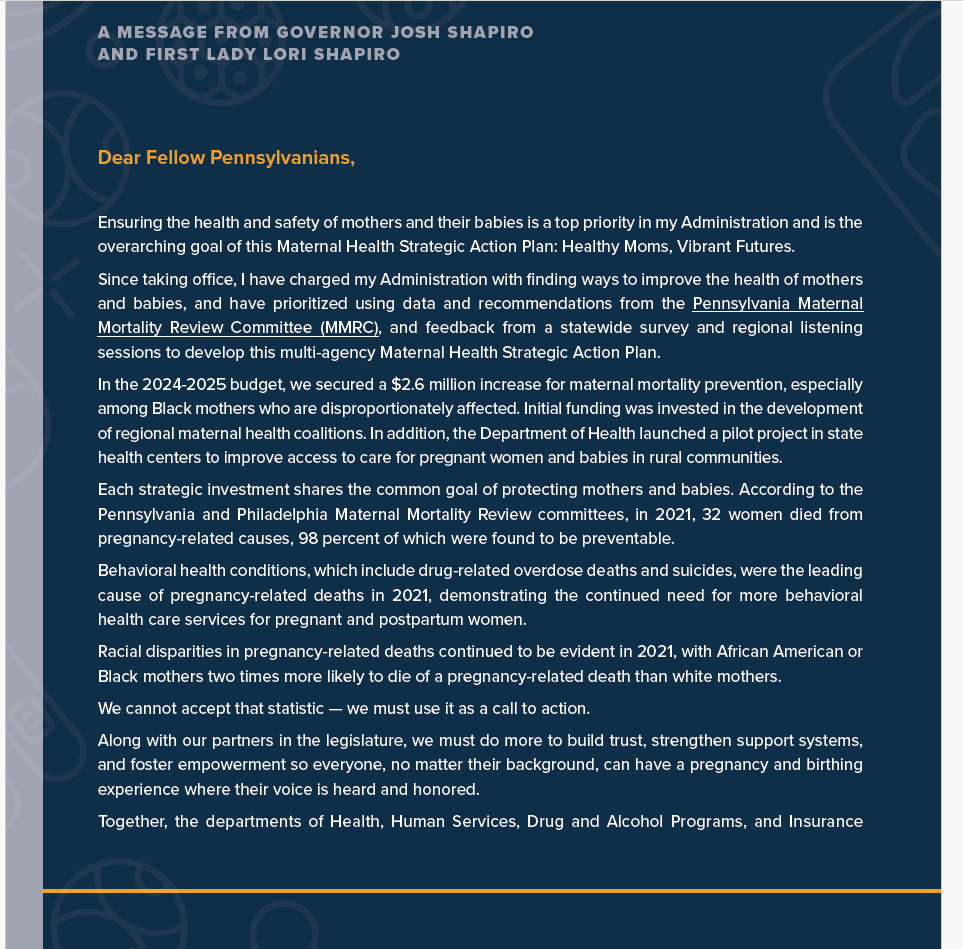 A MESSAGE FROM GOVERNOR JOSH SHAPIRO
AND FIRST LADY LORI SHAPIRO
Dear Fellow Pennsylvanians,
Ensuring the health and safety of mothers and their babies is a top priority in my Administration and is the
overarching goal of this Maternal Health Strategic Action Plan: Healthy Moms, Vibrant Futures.
Since taking office, I have charged my Administration with finding ways to improve the health of mothers
and babies, and have prioritized using data and recommendations from the Pennsylvania Maternal
Mortality Review Committee (MMRC), and feedback from a statewide survey and regional listening
sessions to develop this multi-agency Maternal Health Strategic Action Plan.
In the 2024-2025 budget, we secured a $2.6 million increase for maternal mortality prevention, especially
among Black mothers who are disproportionately affected. Initial funding was invested in the development
of regional maternal health coalitions. In addition, the Department of Health launched a pilot project in state
health centers to improve access to care for pregnant women and babies in rural communities.
Each strategic investment shares the common goal of protecting mothers and babies. According to the
Pennsylvania and Philadelphia Maternal Mortality Review committees, in 2021, 32 women died from
pregnancy-related causes, 98 percent of which were found to be preventable.
Behavioral health conditions, which include drug-related overdose deaths and suicides, were the leading
cause of pregnancy-related deaths in 2021, demonstrating the continued need for more behavioral
health care services for pregnant and postpartum women.
Racial disparities in pregnancy-related deaths continued to be evident in 2021, with African American or
Black mothers two times more likely to die of a pregnancy-related death than white mothers.
We cannot accept that statistic — we must use it as a call to action.
Along with our partners in the legislature, we must do more to build trust, strengthen support systems,
and foster empowerment so everyone, no matter their background, can have a pregnancy and birthing
experience where their voice is heard and honored.
Together, the departments of Health, Human Services, Drug and Alcohol Programs, and Insurance